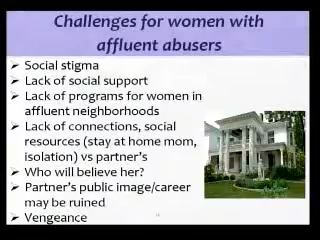 Challenges for women with
affluent abusers
➢ Social stigma
➢ Lack of social support
➢ Lack of programs for women in
affluent neighborhoods
➢ Lack of connections, social
resources (stay at home mom,
isolation) vs partner's
➢ Who will believe her?
➢ Partner's public image/career
may be ruined
➢ Vengeance